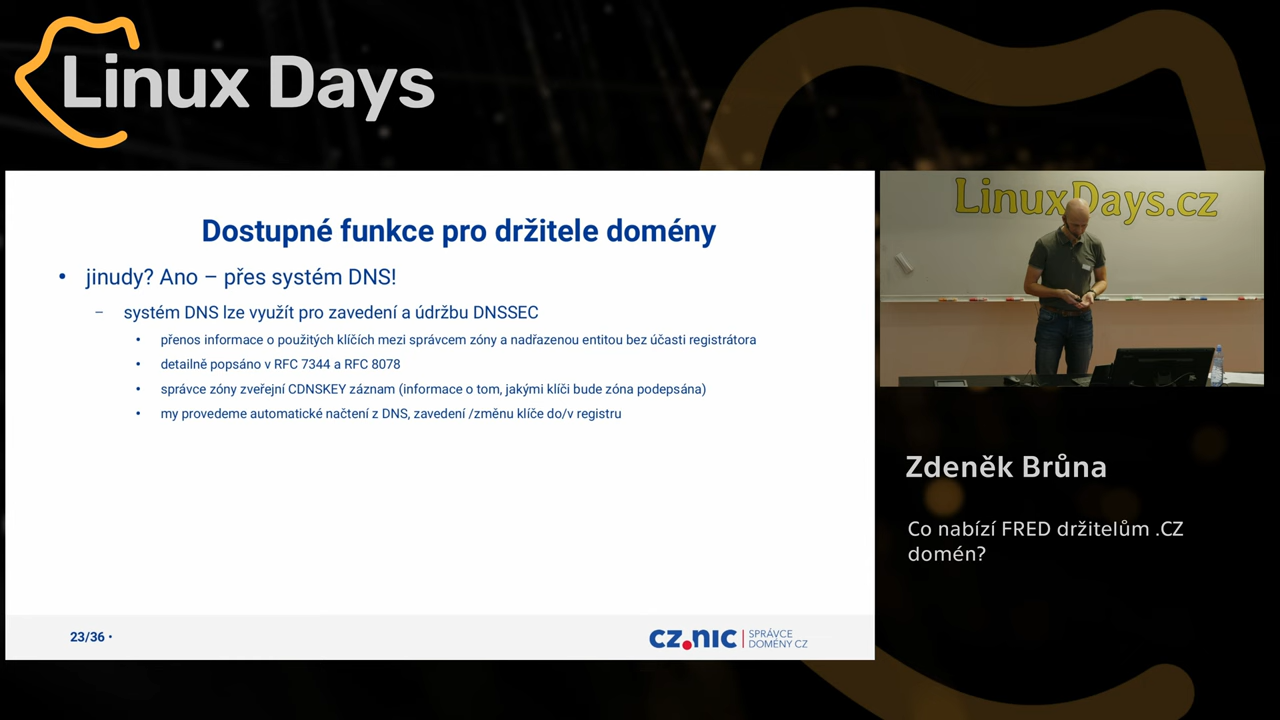 Linux Days
Dostupné funkce pro držitele domény
• jinudy? Ano – přes systém DNS!
– systém DNS lze využít pro zavedení a údržbu DNSSEC
• přenos informace o použitých klíčích mezi správcem zóny a nadřazenou entitou bez účasti registrátora
• detailně popsáno v RFC 7344 a RFC 8078
• správce zóny zveřejní CDNSKEY záznam (informace o tom, jakými klíči bude zóna podepsána)
• my provedeme automatické načtení z DNS, zavedení /změnu klíče do/v registru
23/36 •
cz.nic
SPRÁVCE
DOMÉNY CZ
LinuxDays.cz
Zdeněk Brůna
Co nabízí FRED držitelům .CZ
domén?